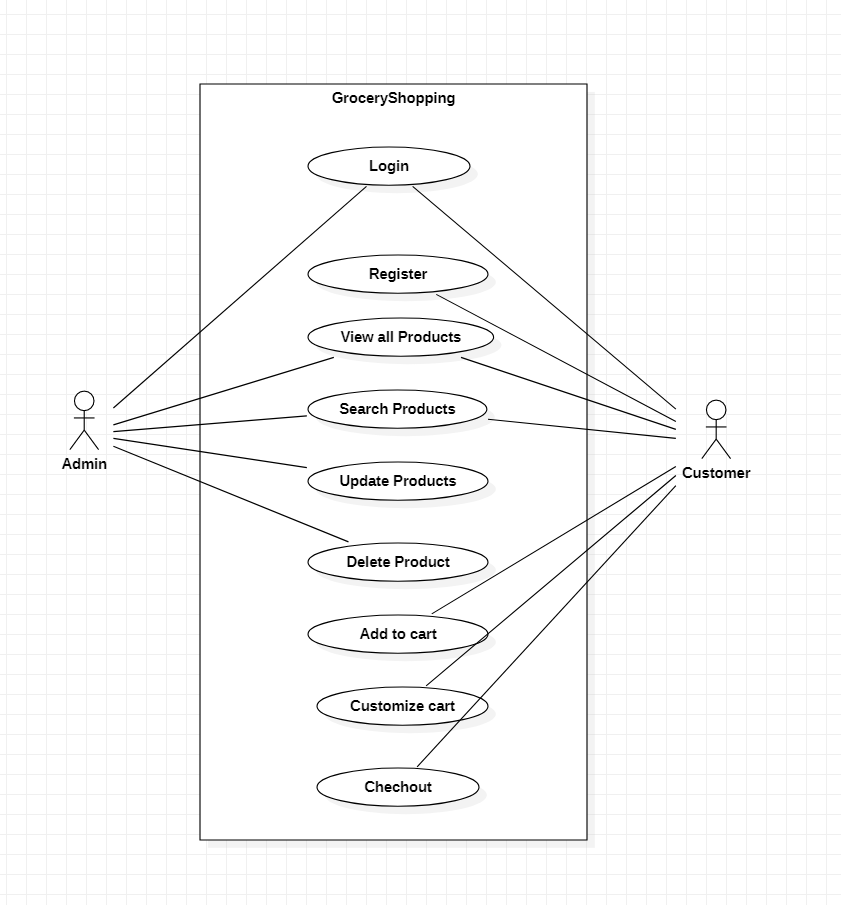 GroceryShopping
Login
Register
View all Products
Search Products
Admin
Customer
Update Products
Delete Product
Add to cart
Customize cart
Chechout